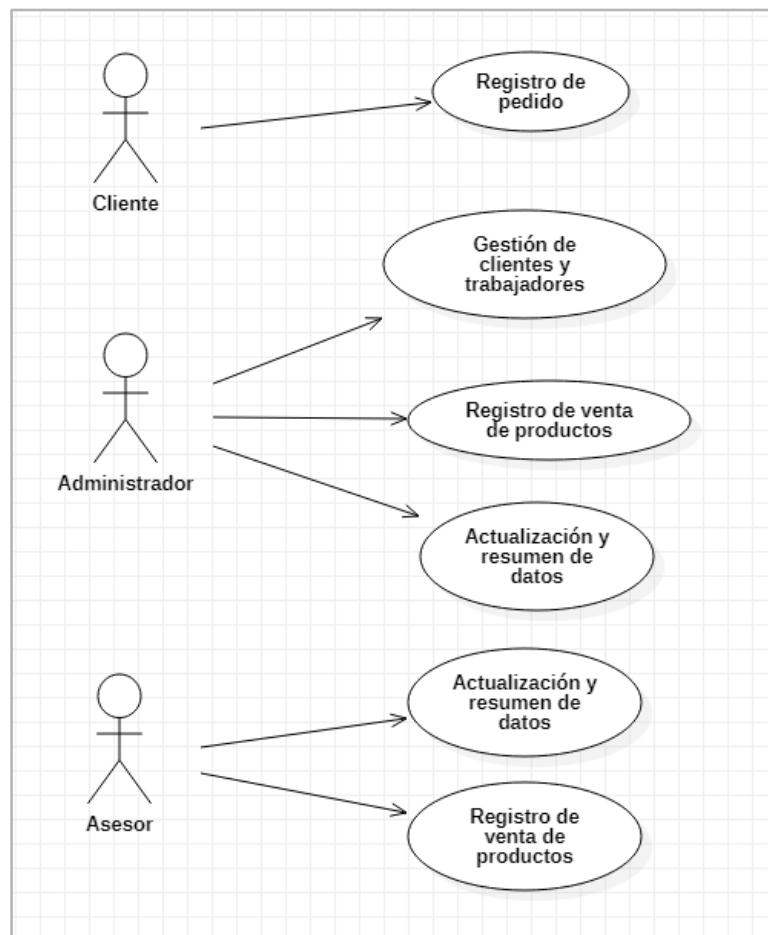 Registro de
pedido
Cliente
Gestión de
clientes y
trabajadores
Registro de venta
de productos
Administrador
Actualización y
resumen de
datos
Actualización y
resumen de
datos
Asesor
Registro de
venta de
productos